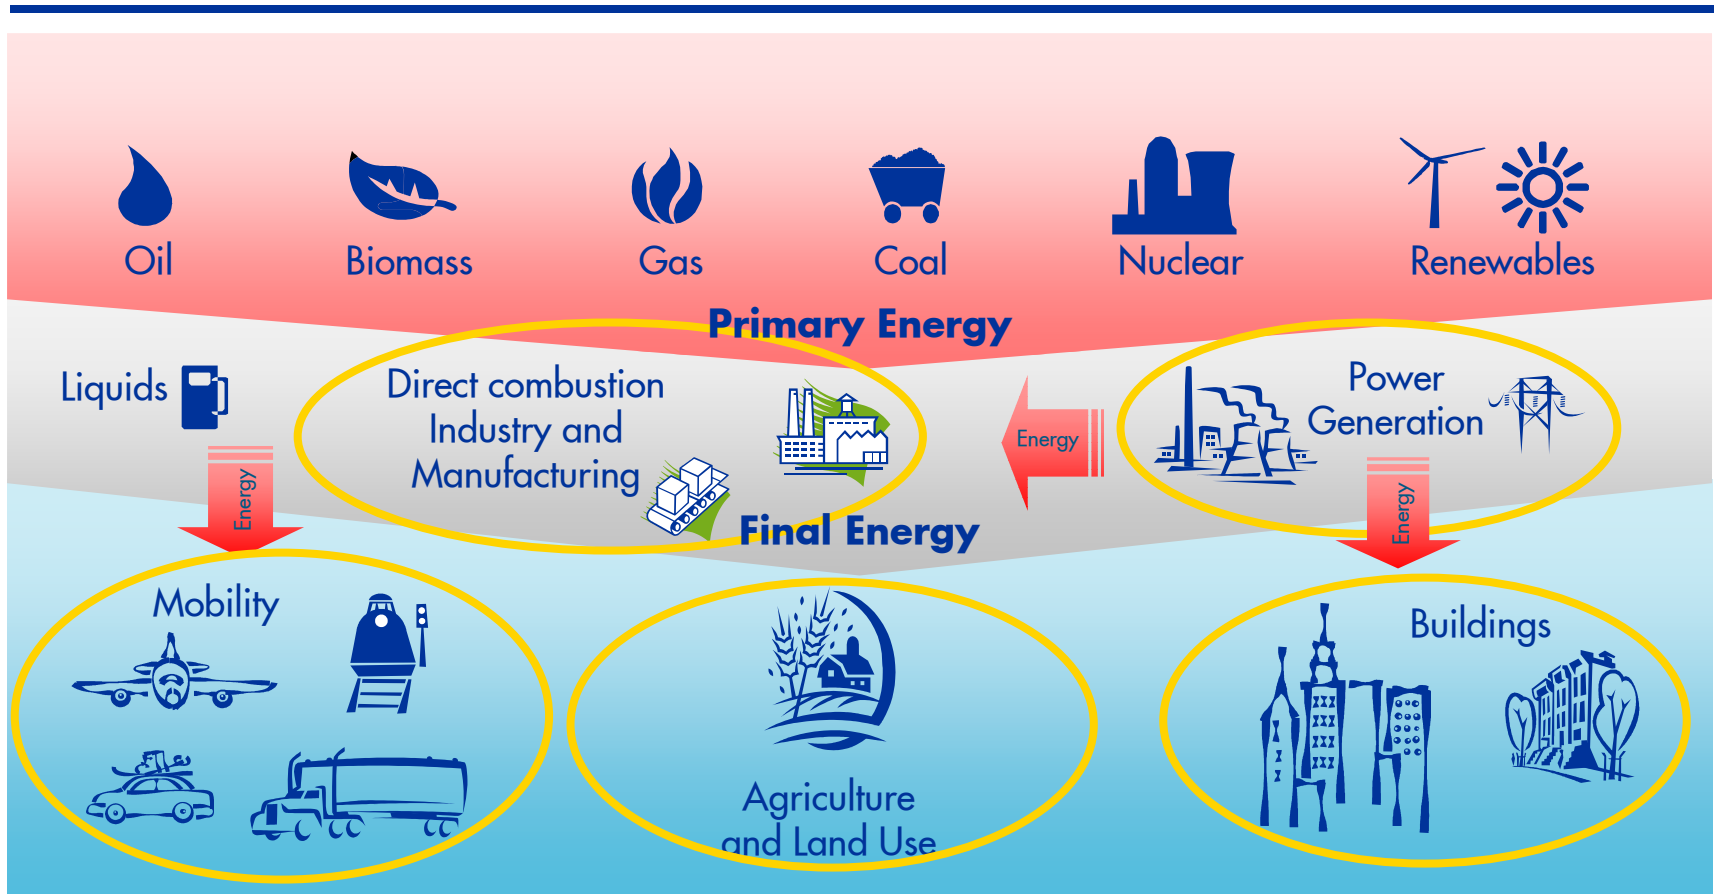 Oil
Biomass
Gas
Coal
Nuclear
Renewables
Primary Energy
Liquids
Direct combustion
Industry and
Manufacturing
Energy
Power
Generation
Energy
Energy
Final Energy
Mobility
Agriculture
and Land Use
Buildings